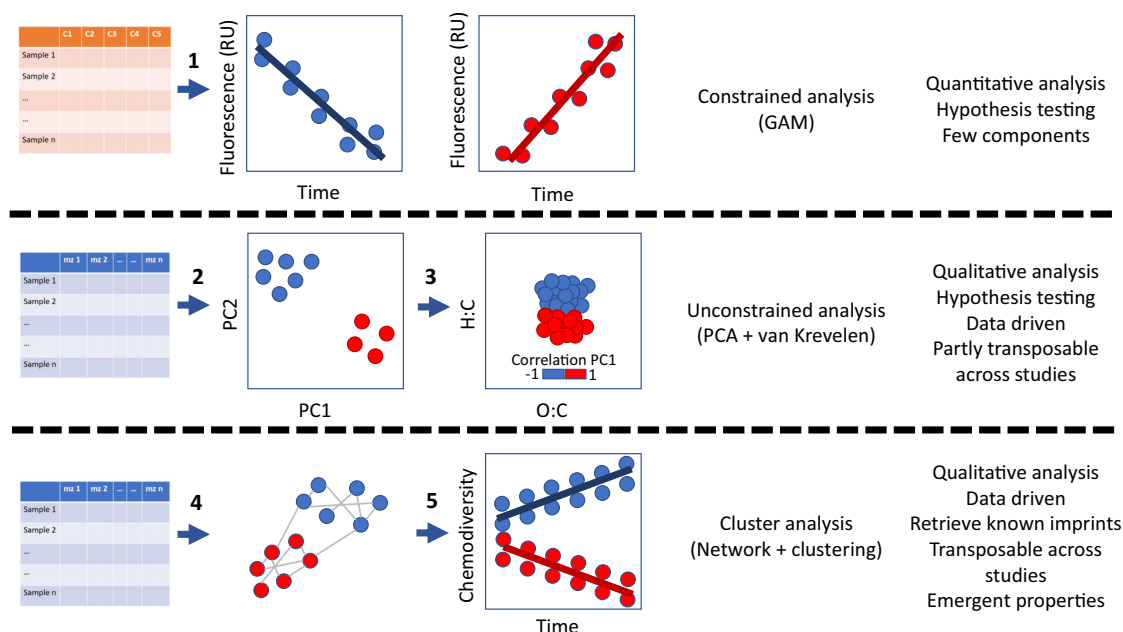 C1 C2 C3 C4 C5
Sample 1
Sample 2
...
...
Sample n
1
Fluorescence (RU)
Time
Fluorescence (RU)
Time
Constrained analysis
(GAM)
Quantitative analysis
Hypothesis testing
Few components
mz 1 mz 2 ... ... mz n
Sample 1
Sample 2
...
...
Sample n
2
PC2
PC1
3
H:C
Correlation PC1
-1 1
O:C
Unconstrained analysis
(PCA + van Krevelen)
Qualitative analysis
Hypothesis testing
Data driven
Partly transposable
across studies
mz 1 mz 2 ... ... mz n
Sample 1
Sample 2
...
...
Sample n
4
5
Chemodiversity
Time
Cluster analysis
(Network + clustering)
Qualitative analysis
Data driven
Retrieve known imprints
Transposable across
studies
Emergent properties